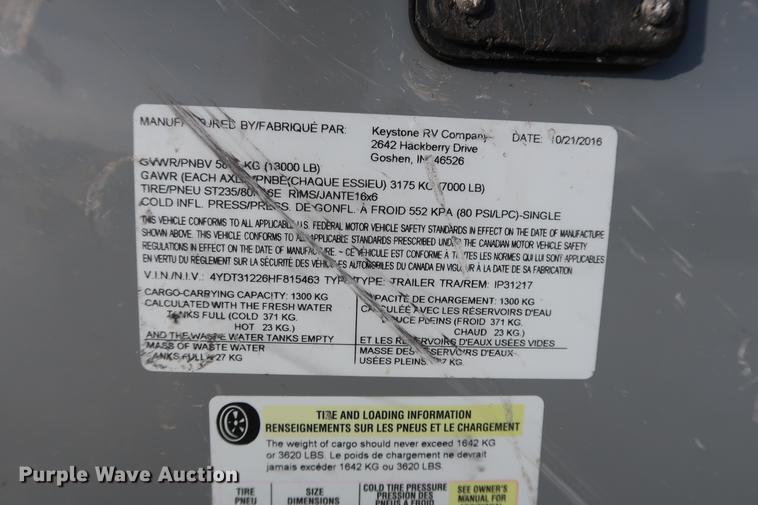 MANUFACTURED BY/FABRIQUÉ PAR: Keystone RV Company DATE: 10/21/2016
2642 Hackberry Drive
Goshen, IN 46526
GVWR/PNBV KG (13000 LB)
GAWR (EACH AXLE)/PNBE(CHAQUE ESSIEU) 3175 KG (7000 LB)
TIRE/PNEU ST235/80R16E RIMS/JANTE16x6
COLD INFL. PRESS/PRESS. DE GONFL. À FROID 552 KPA (80 PSI/LPC)-SINGLE
THIS VEHICLE CONFORMS TO ALL APPLICABLE U.S. FEDERAL MOTOR VEHICLE SAFETY STANDARDS IN EFFECT ON THE DATE OF MANUFACTURE
SHOWN ABOVE. THIS VEHICLE CONFORMS TO ALL APPLICABLE STANDARDS PRESCRIBED UNDER THE CANADIAN MOTOR VEHICLE SAFETY
REGULATIONS IN EFFECT ON THE DATE OF MANUFACTURE. CE VÉHICULE EST CONFORME À TOUTES LES NORMES QUI LUI SONT APPLICABLES
EN VERTU DU RÈGLEMENT SUR LA SÉCURITÉ DES VÉHICULES AUTOMOBILES DU CANADA EN VIGUEUR À LA DATE DE SA FABRICATION.
V.I.N./N.I.V.: 4YDT31226HF815463 TYPE/TYPE: TRAILER TRA/REM: IP31217
CARGO-CARRYING CAPACITY: 1300 KG
CALCULATED WITH THE FRESH WATER
TANKS FULL (COLD 371 KG.
HOT 23 KG.)
AND THE WASTE WATER TANKS EMPTY
MASS OF WASTE WATER
TANKS FULL 427 KG
CAPACITÉ DE CHARGEMENT: 1300 KG
CALCULÉE AVEC LES RÉSERVOIRS D'EAU
DOUCE PLEINS (FROID 371 KG.
CHAUD 23 KG.)
ET LES RÉSERVOIRS D'EAUX USÉES VIDES
MASSE DES RÉSERVOIRS D'EAUX
USÉES PLEINS 427 KG
TIRE AND LOADING INFORMATION
RENSEIGNEMENTS SUR LES PNEUS ET LE CHARGEMENT
The weight of cargo should never exceed 1642 KG
or 3620 LBS. Le poids de chargement ne devrait
jamais excéder 1642 KG ou 3620 LBS.
TIRE
PNEU
SIZE
DIMENSIONS
COLD TIRE PRESSURE
PRESSION DES
PNEUS A FROID
SEE OWNER'S
MANUAL FOR
Purple Wave Auction